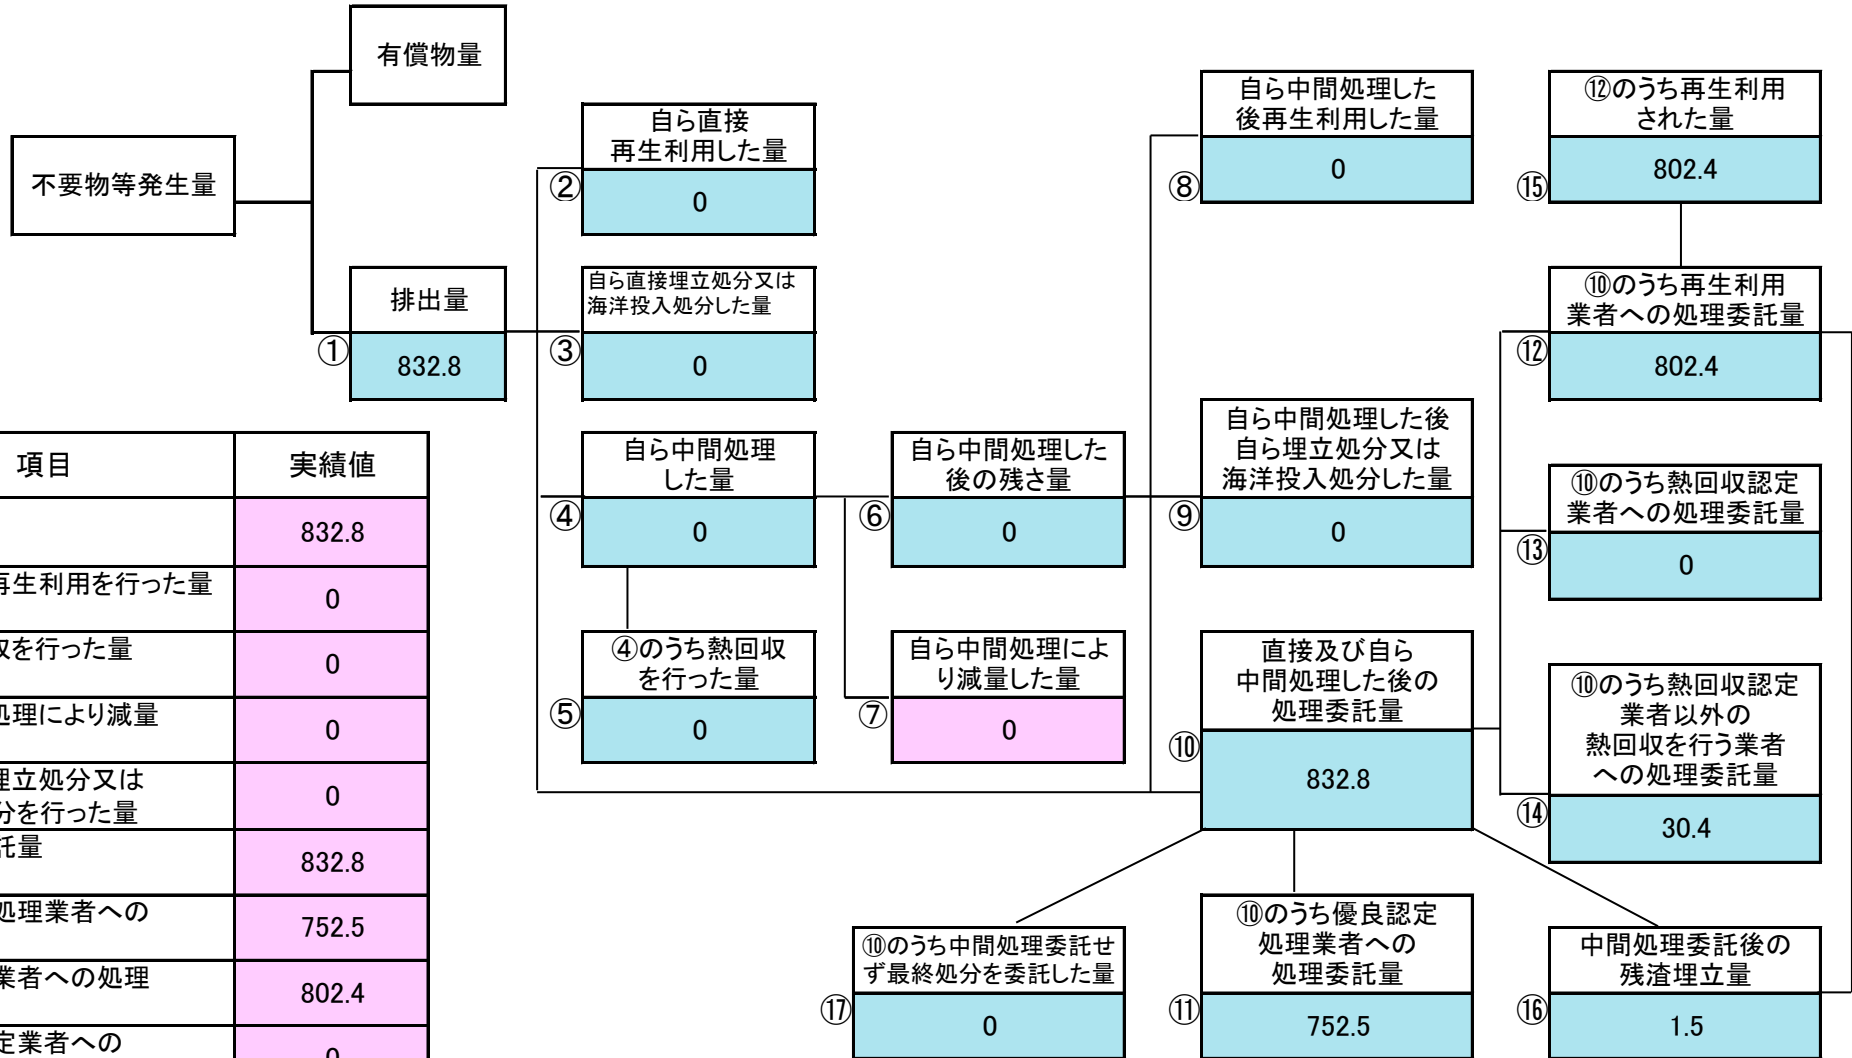 有償物量
不要物等発生量
排出量
①
832.8
自ら直接
再生利用した量
②
0
自ら直接埋立処分又は
海洋投入処分した量
③
0
自ら中間処理
した量
④
0
④のうち熱回収
を行った量
⑤
0
自ら中間処理した
後の残さ量
⑥
0
自ら中間処理によ
り減量した量
⑦
0
自ら中間処理した
後再生利用した量
⑧
0
自ら中間処理した後
自ら埋立処分又は
海洋投入処分した量
⑨
0
直接及び自ら
中間処理した後の
処理委託量
⑩
832.8
⑩のうち優良認定
処理業者への
処理委託量
⑪
752.5
⑫のうち再生利用
された量
⑮
802.4
⑩のうち再生利用
業者への処理委託量
⑫
802.4
⑩のうち熱回収認定
業者への処理委託量
⑬
0
⑩のうち熱回収認定
業者以外の
熱回収を行う業者
への処理委託量
⑭
30.4
中間処理委託後の
残渣埋立量
⑯
1.5
⑩のうち中間処理委託せ
ず最終処分を委託した量
⑰
0
項目 実績値
832.8
再生利用を行った量 0
収を行った量 0
処理により減量 0
埋立処分又は
分を行った量 0
託量 832.8
処理業者への 752.5
業者への処理 802.4
定業者への 0